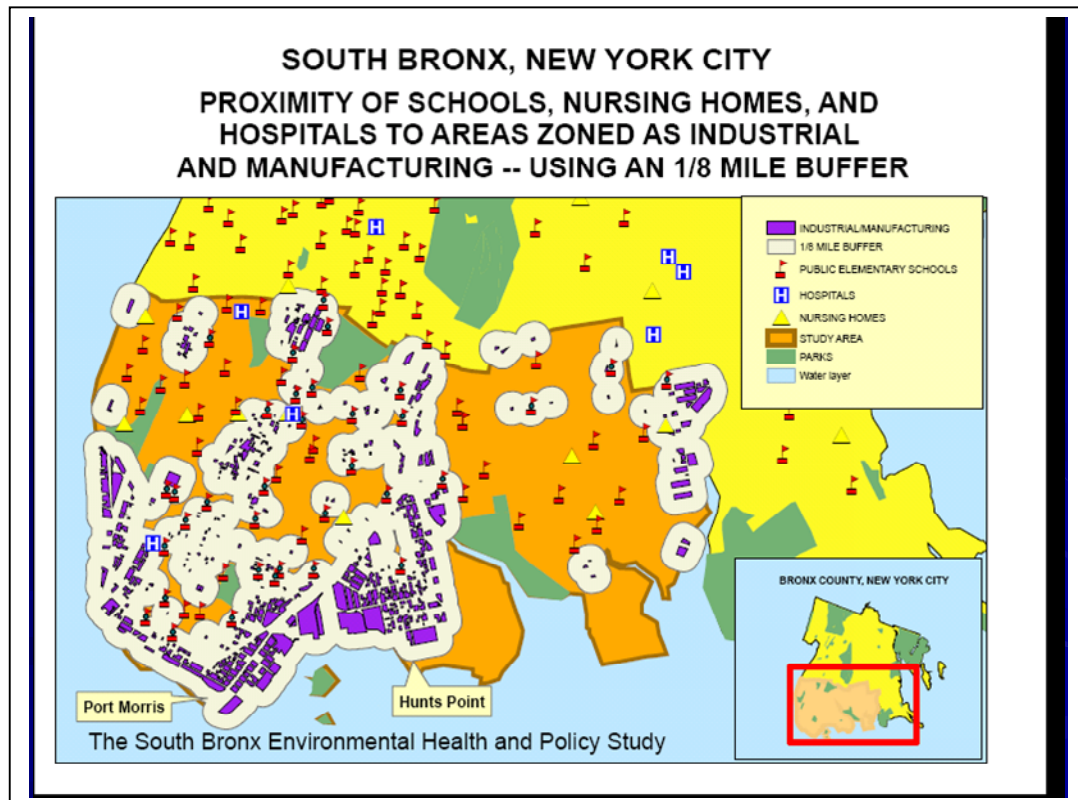 SOUTH BRONX, NEW YORK CITY
PROXIMITY OF SCHOOLS, NURSING HOMES, AND
HOSPITALS TO AREAS ZONED AS INDUSTRIAL
AND MANUFACTURING -- USING AN 1/8 MILE BUFFER
INDUSTRIAL/MANUFACTURING
1/8 MILE BUFFER
PUBLIC ELEMENTARY SCHOOLS
H HOSPITALS
NURSING HOMES
STUDY AREA
PARKS
Water layer
H
H
H
H
H
H
H
BRONX COUNTY, NEW YORK CITY
Hunts Point
Port Morris
The South Bronx Environmental Health and Policy Study